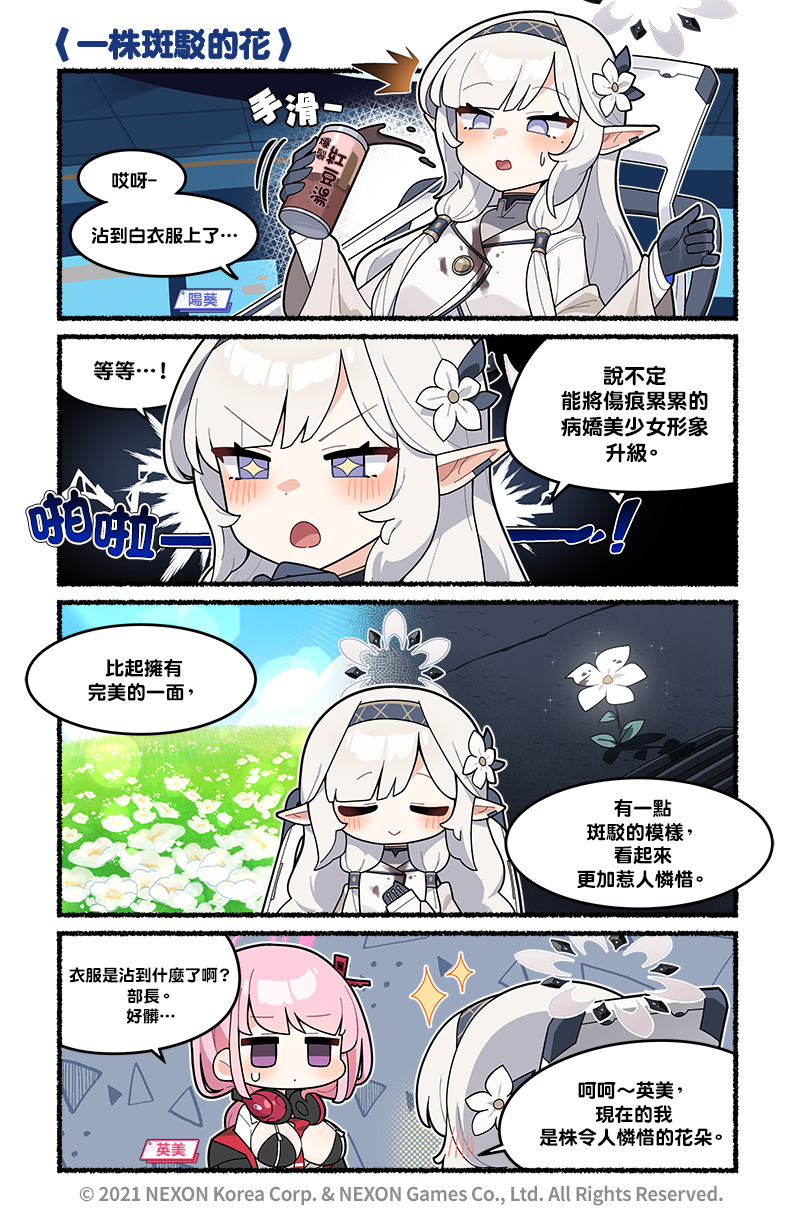 《一株斑駁的花》
手滑~
哎呀~
沾到白衣服上了…
陽葵
等等…!
說不定
能將傷痕累累的
病嬌美少女形象
升級。
啪啦
!
比起擁有
完美的一面，
有一點
斑駁的模樣，
看起來
更加惹人憐惜。
衣服是沾到什麼了啊？
部長。
好髒…
英美
呵呵～英美，
現在的我
是株令人憐惜的花朵。
© 2021 NEXON Korea Corp. & NEXON Games Co., Ltd. All Rights Reserved.